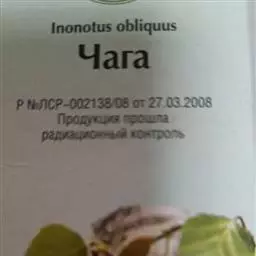 Inonotus obliquus
Чага
Р №ЛСР-002138/08 от 27.03.2008
Продукция прошла
радиационный контроль